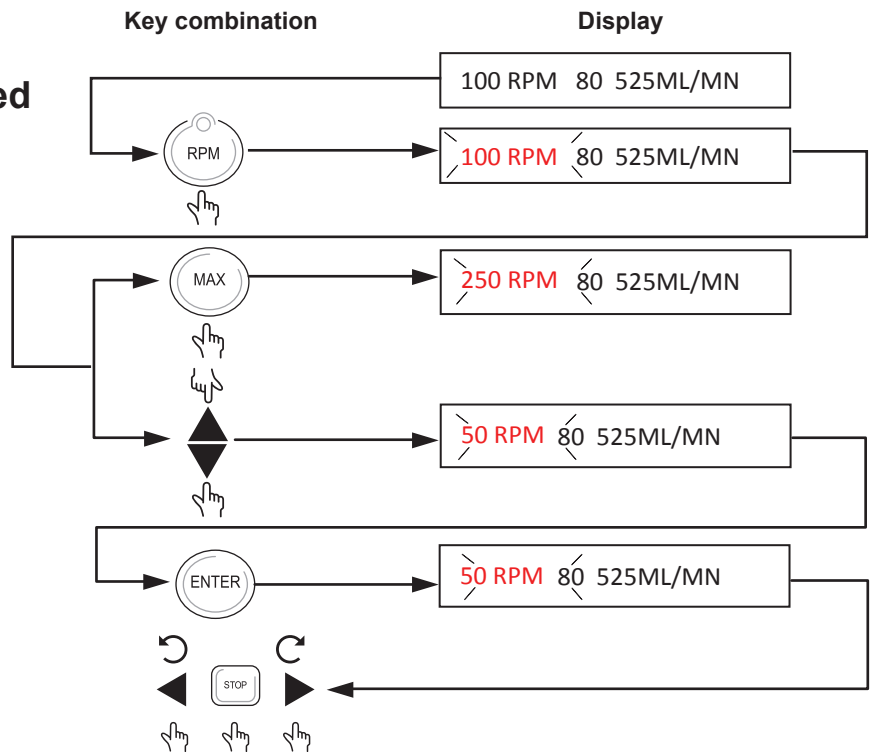 Key combination Display
ed
100 RPM 80 525ML/MN
RPM 100 RPM 80 525ML/MN
MAX 250 RPM 80 525ML/MN
50 RPM 80 525ML/MN
ENTER 50 RPM 80 525ML/MN
STOP